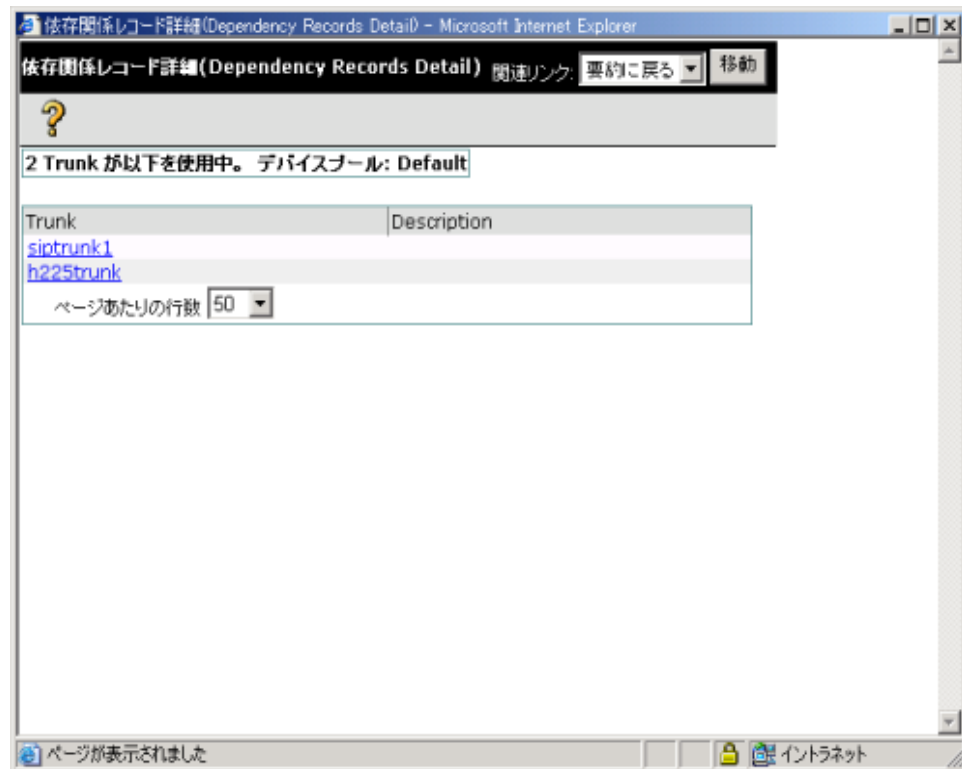 依存関係レコード詳細(Dependency Records Detail) - Microsoft Internet Explorer
依存関係レコード詳細(Dependency Records Detail) 関連リンク: 要約に戻る 移動
2 Trunk が以下を使用中。 デバイスプール: Default
Trunk Description
siptrunk1
h225trunk
ページあたりの行数 50
ページが表示されました イントラネット